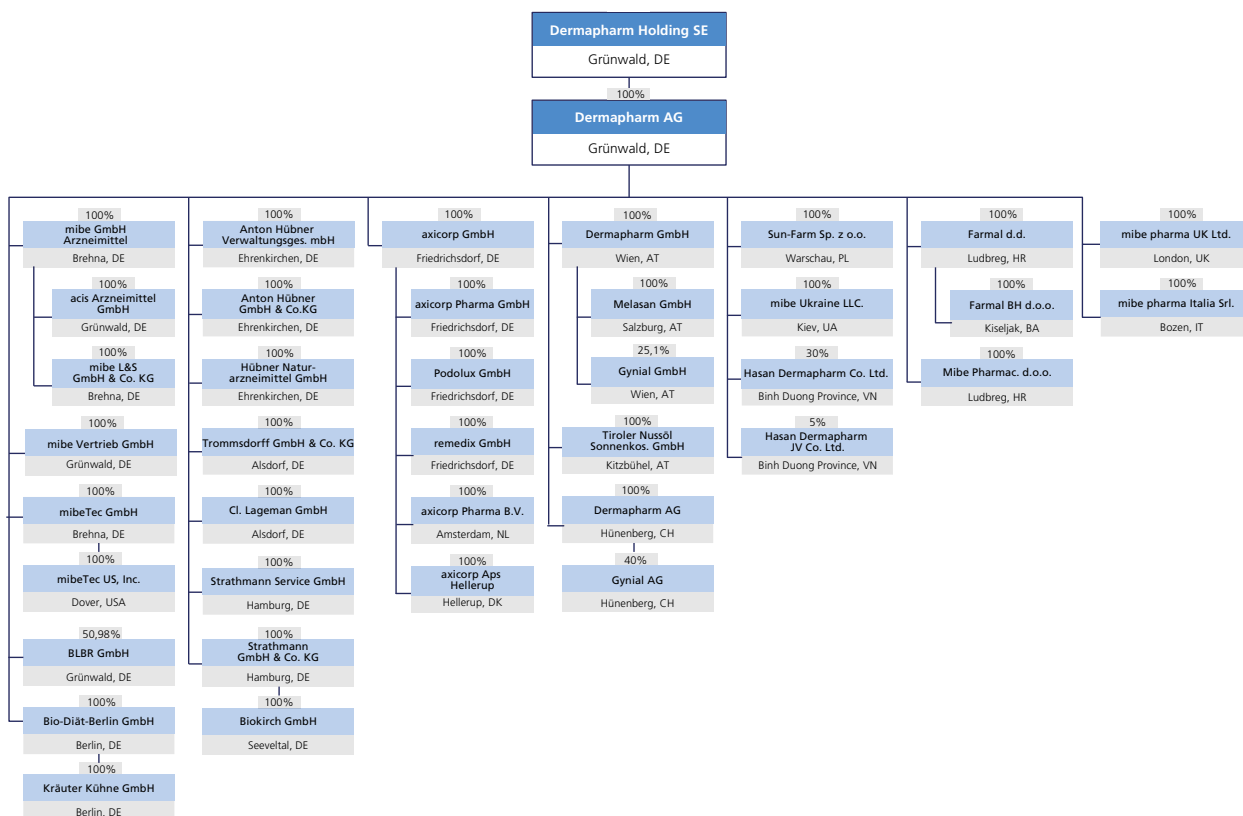 Dermapharm Holding SE
Grünwald, DE
100%
Dermapharm AG
Grünwald, DE
100%
mibe GmbH
Arzneimittel
Brehna, DE
100%
acis Arzneimittel
GmbH
Grünwald, DE
100%
mibe L&S
GmbH & Co. KG
Brehna, DE
100%
mibe Vertrieb GmbH
Grünwald, DE
100%
mibeTec GmbH
Brehna, DE
100%
mibeTec US, Inc.
Dover, USA
50,98%
BLBR GmbH
Grünwald, DE
100%
Bio-Diät-Berlin GmbH
Berlin, DE
100%
Kräuter Kühne GmbH
Berlin, DE
100%
Anton Hübner
Verwaltungsges. mbH
Ehrenkirchen, DE
100%
Anton Hübner
GmbH & Co.KG
Ehrenkirchen, DE
100%
Hübner Natur-
arzneimittel GmbH
Ehrenkirchen, DE
100%
Trommsdorff GmbH & Co. KG
Alsdorf, DE
100%
Cl. Lageman GmbH
Alsdorf, DE
100%
Strathmann Service GmbH
Hamburg, DE
100%
Strathmann
GmbH & Co. KG
Hamburg, DE
100%
Biokirch GmbH
Seeveltal, DE
100%
axicorp GmbH
Friedrichsdorf, DE
100%
axicorp Pharma GmbH
Friedrichsdorf, DE
100%
Podolux GmbH
Friedrichsdorf, DE
100%
remedix GmbH
Friedrichsdorf, DE
100%
axicorp Pharma B.V.
Amsterdam, NL
100%
axicorp Aps
Hellerup
Hellerup, DK
100%
Dermapharm GmbH
Wien, AT
100%
Melasan GmbH
Salzburg, AT
25,1%
Gynial GmbH
Wien, AT
100%
Tiroler Nussöl
Sonnenkos. GmbH
Kitzbühel, AT
100%
Dermapharm AG
Hünenberg, CH
40%
Gynial AG
Hünenberg, CH
100%
Sun-Farm Sp. z o.o.
Warschau, PL
100%
mibe Ukraine LLC.
Kiev, UA
30%
Hasan Dermapharm Co. Ltd.
Binh Duong Province, VN
5%
Hasan Dermapharm
JV Co. Ltd.
Binh Duong Province, VN
100%
Farmal d.d.
Ludbreg, HR
100%
Farmal BH d.o.o.
Kiseljak, BA
100%
Mibe Pharmac. d.o.o.
Ludbreg, HR
100%
mibe pharma UK Ltd.
London, UK
100%
mibe pharma Italia Srl.
Bozen, IT